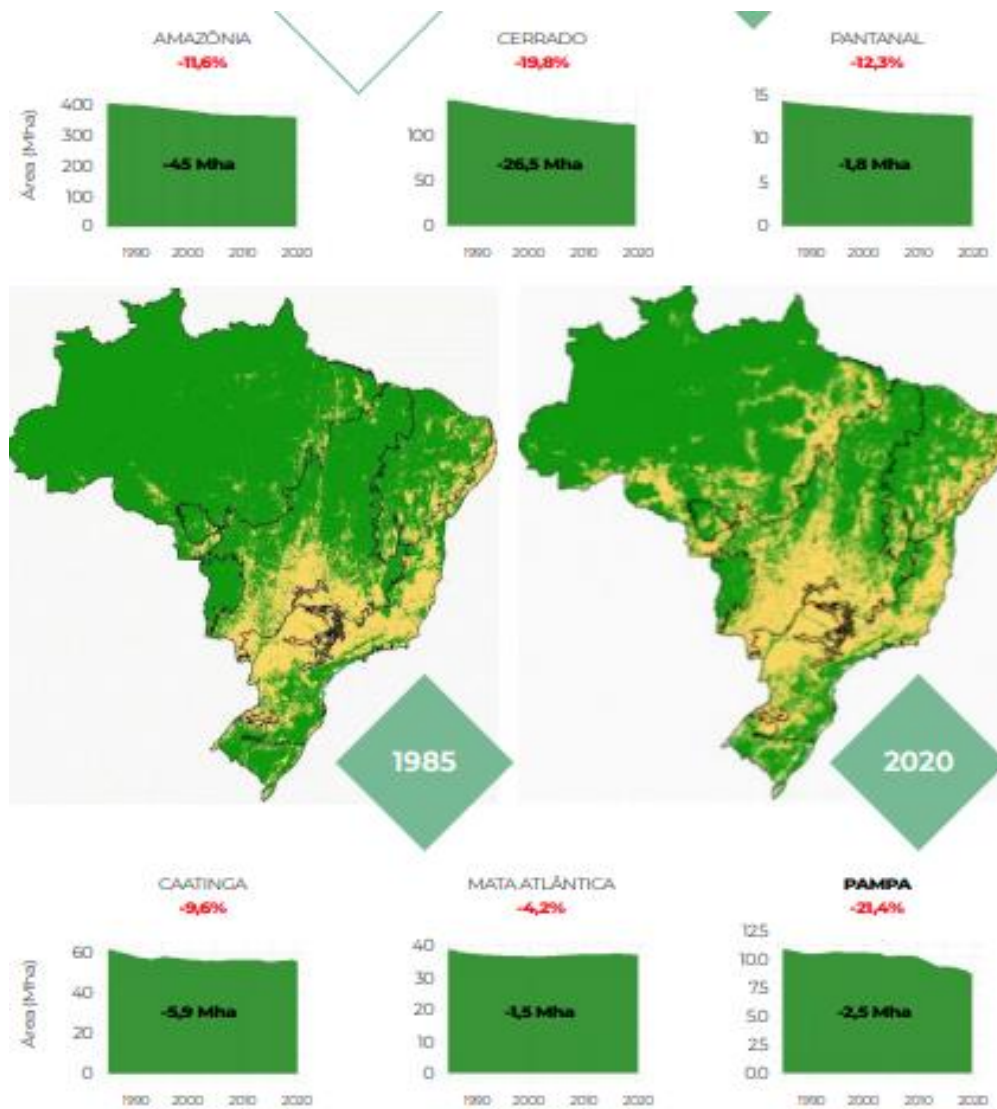 AMAZÔNIA
-11,6%
CERRADO
-19,8%
PANTANAL
-12,3%
Área (Mha)
400
300
200
100
0
-45 Mha
1990 2000 2010 2020
100
50
0
-26,5 Mha
1990 2000 2010 2020
15
10
5
0
-1,8 Mha
1990 2000 2010 2020
1985
2020
CAATINGA
-9,6%
MATA ATLÂNTICA
-4,2%
PAMPA
-21,4%
Área (Mha)
60
40
20
0
-5,9 Mha
1990 2000 2010 2020
40
30
20
10
0
-1,5 Mha
1990 2000 2010 2020
12.5
10.0
7.5
5.0
2.5
0.0
-2,5 Mha
1990 2000 2010 2020